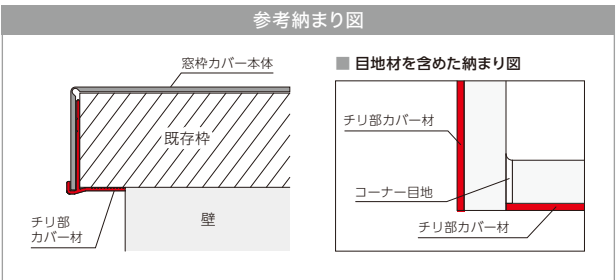 参考納まり図
窓枠カバー本体
既存枠
チリ部
カバー材
壁
■ 目地材を含めた納まり図
チリ部カバー材
コーナー目地
チリ部カバー材